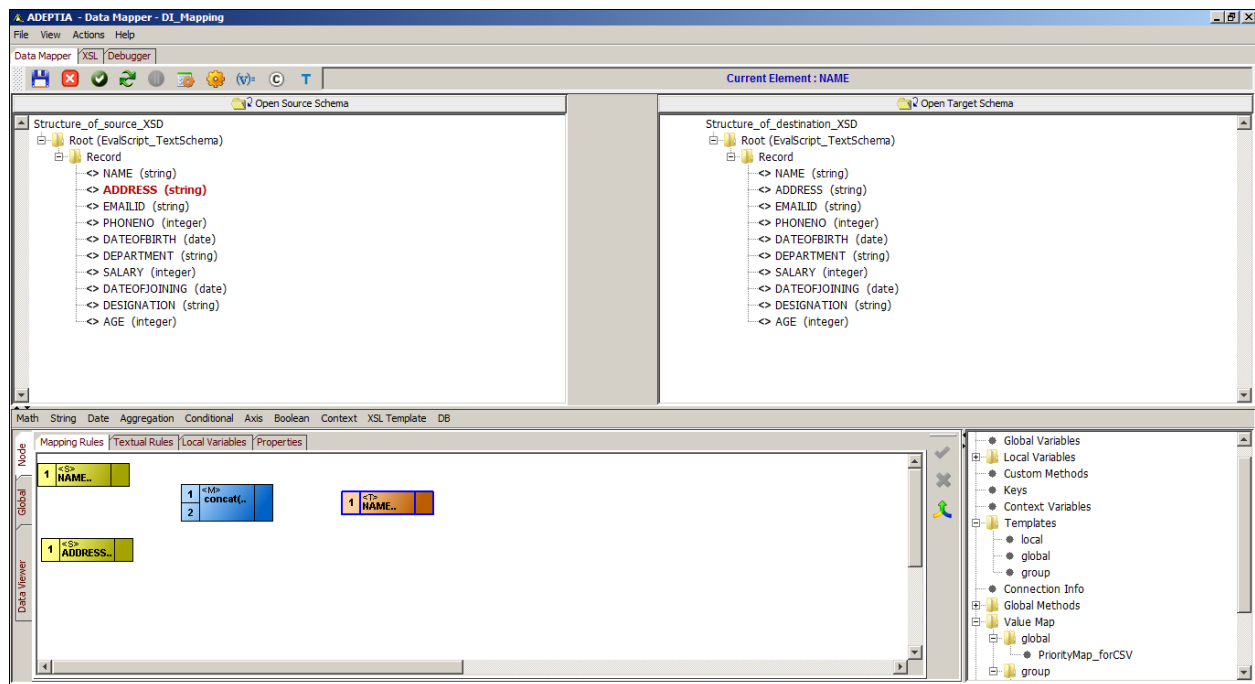 ADEPTIA - Data Mapper - DI_Mapping
File View Actions Help
Data Mapper XSL Debugger
(v)= © T Current Element : NAME
Open Source Schema Open Target Schema
Structure_of_source_XSD
Root (EvalScript_TextSchema)
Record
<> NAME (string)
<> ADDRESS (string)
<> EMAILID (string)
<> PHONENO (integer)
<> DATEOFBIRTH (date)
<> DEPARTMENT (string)
<> SALARY (integer)
<> DATEOFJOINING (date)
<> DESIGNATION (string)
<> AGE (integer)
Structure_of_destination_XSD
Root (EvalScript_TextSchema)
Record
<> NAME (string)
<> ADDRESS (string)
<> EMAILID (string)
<> PHONENO (integer)
<> DATEOFBIRTH (date)
<> DEPARTMENT (string)
<> SALARY (integer)
<> DATEOFJOINING (date)
<> DESIGNATION (string)
<> AGE (integer)
Math String Date Aggregation Conditional Axis Boolean Context XSL Template DB
Node
Global
Data Viewer
Mapping Rules Textual Rules Local Variables Properties
1 <S> NAME..
1 <M> concat(..
2
1 <T> NAME..
1 <S> ADDRESS..
Global Variables
Local Variables
Custom Methods
Keys
Context Variables
Templates
local
global
group
Connection Info
Global Methods
Value Map
global
PriorityMap_forCSV
group